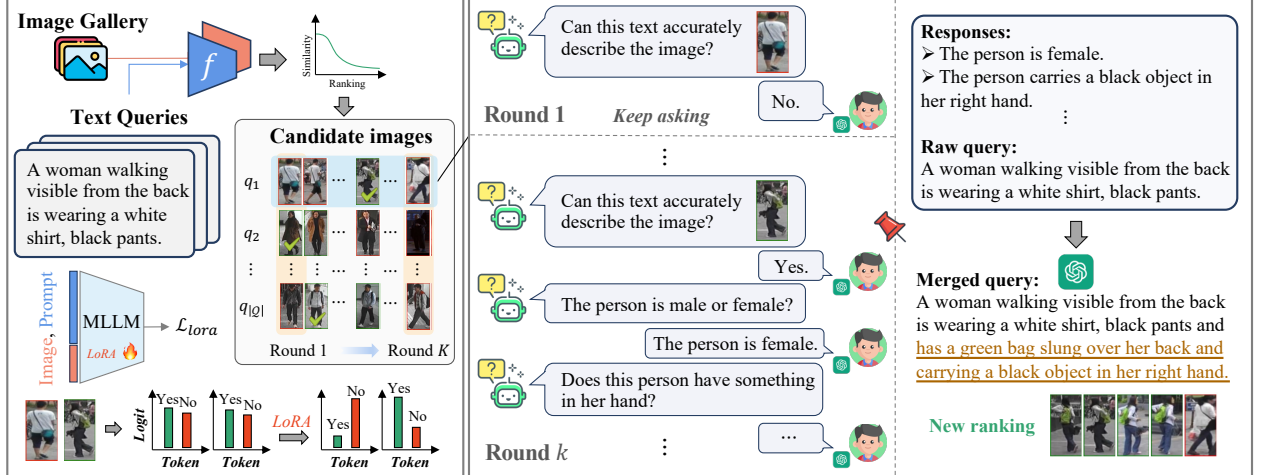 Image Gallery
f
Similarity
Ranking
Text Queries
A woman walking
visible from the back
is wearing a white
shirt, black pants.
Candidate images
q1
...
...
q2
...
...
⋮
⋮
⋮
...
⋮
...
⋮
q|Q|
...
...
Round 1
Round K
Image, Prompt
MLLM
LoRA
ℒlora
Logit
Yes
No
Token
Yes
No
Token
LoRA
Yes
No
Token
Yes
No
Token
?
Can this text accurately
describe the image?
No.
Round 1
Keep asking
⋮
?
Can this text accurately
describe the image?
Yes.
?
The person is male or female?
The person is female.
?
Does this person have something
in her hand?
...
Round k
⋮
Responses:
➢ The person is female.
➢ The person carries a black object in
her right hand.
⋮
Raw query:
A woman walking visible from the back
is wearing a white shirt, black pants.
Merged query:
A woman walking visible from the back
is wearing a white shirt, black pants and
has a green bag slung over her back and
carrying a black object in her right hand.
New ranking